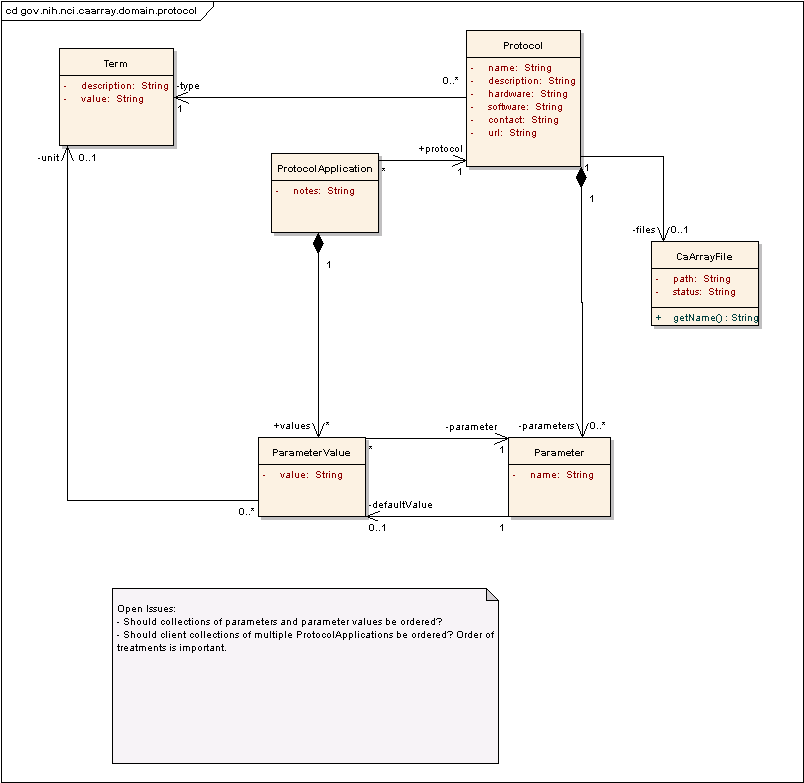 cd gov.nih.nci.caarray.domain.protocol
Term
- description: String
- value: String
-type
1
0..*
Protocol
- name: String
- description: String
- hardware: String
- software: String
- contact: String
- url: String
-unit
0..1
ProtocolApplication
- notes: String
+protocol
*
1
1
1
1
-files
0..1
CaArrayFile
- path: String
- status: String
+ getName() : String
+values
*
-parameter
-parameters
0..*
ParameterValue
- value: String
*
1
Parameter
- name: String
0..*
-defaultValue
0..1
1
Open Issues:
- Should collections of parameters and parameter values be ordered?
- Should client collections of multiple ProtocolApplications be ordered? Order of
treatments is important.